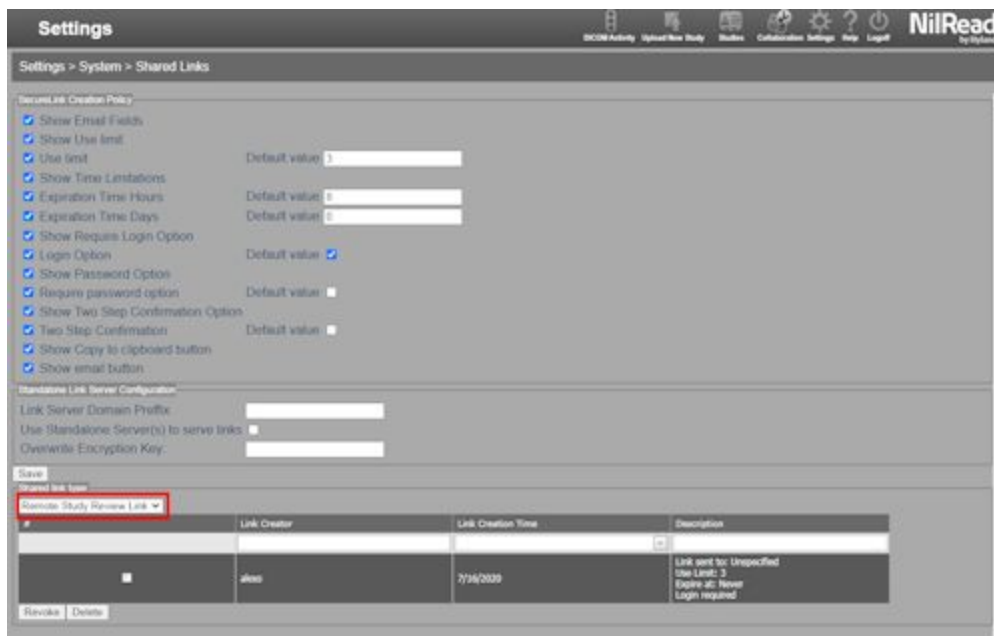 Settings
DICOM Activity Upload New Study Studies Collaboration Settings Help Logoff
NilRead
by Hyland
Settings > System > Shared Links
SecureLink Creation Policy
Show Email Fields
Show Use limit
Use limit Default value 3
Show Time Limitations
Expiration Time Hours Default value
Expiration Time Days Default value
Show Require Login Option
Login Option Default value
Show Password Option
Require password option Default value
Show Two Step Confirmation Option
Two Step Confirmation Default value
Show Copy to clipboard button
Show email button
Standalone Link Server Configuration
Link Server Domain Preffix
Use Standalone Server(s) to serve links
Overwrite Encryption Key:
Save
Shared link type
Remote Study Review Link
# Link Creator Link Creation Time Description
alexo 7/16/2020 Link sent to: Unspecified
Use Limit: 3
Expire at: Never
Login required
Revoke Delete